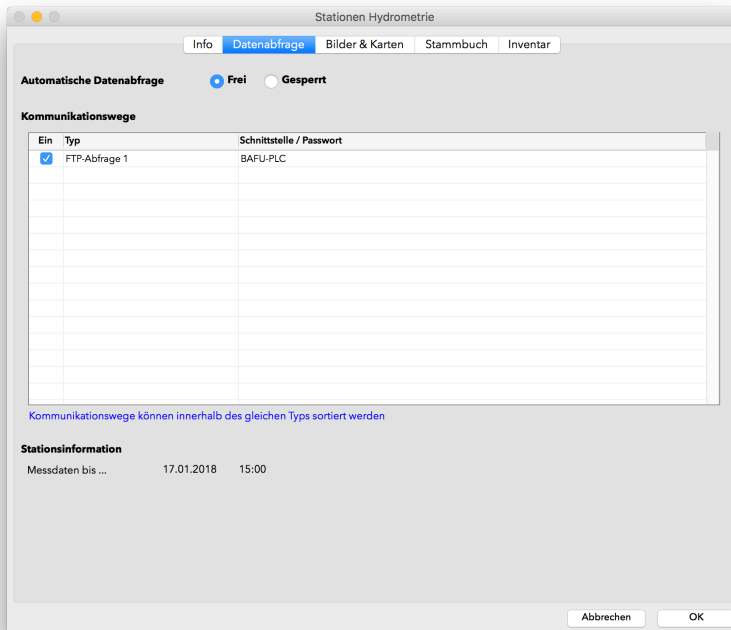 Stationen Hydrometrie
Info Datenabfrage Bilder & Karten Stammbuch Inventar
Automatische Datenabfrage Frei Gesperrt
Kommunikationswege
Ein Typ Schnittstelle / Passwort
FTP-Abfrage 1 BAFU-PLC
Kommunikationswege können innerhalb des gleichen Typs sortiert werden
Stationsinformation
Messdaten bis ... 17.01.2018 15:00
Abbrechen OK